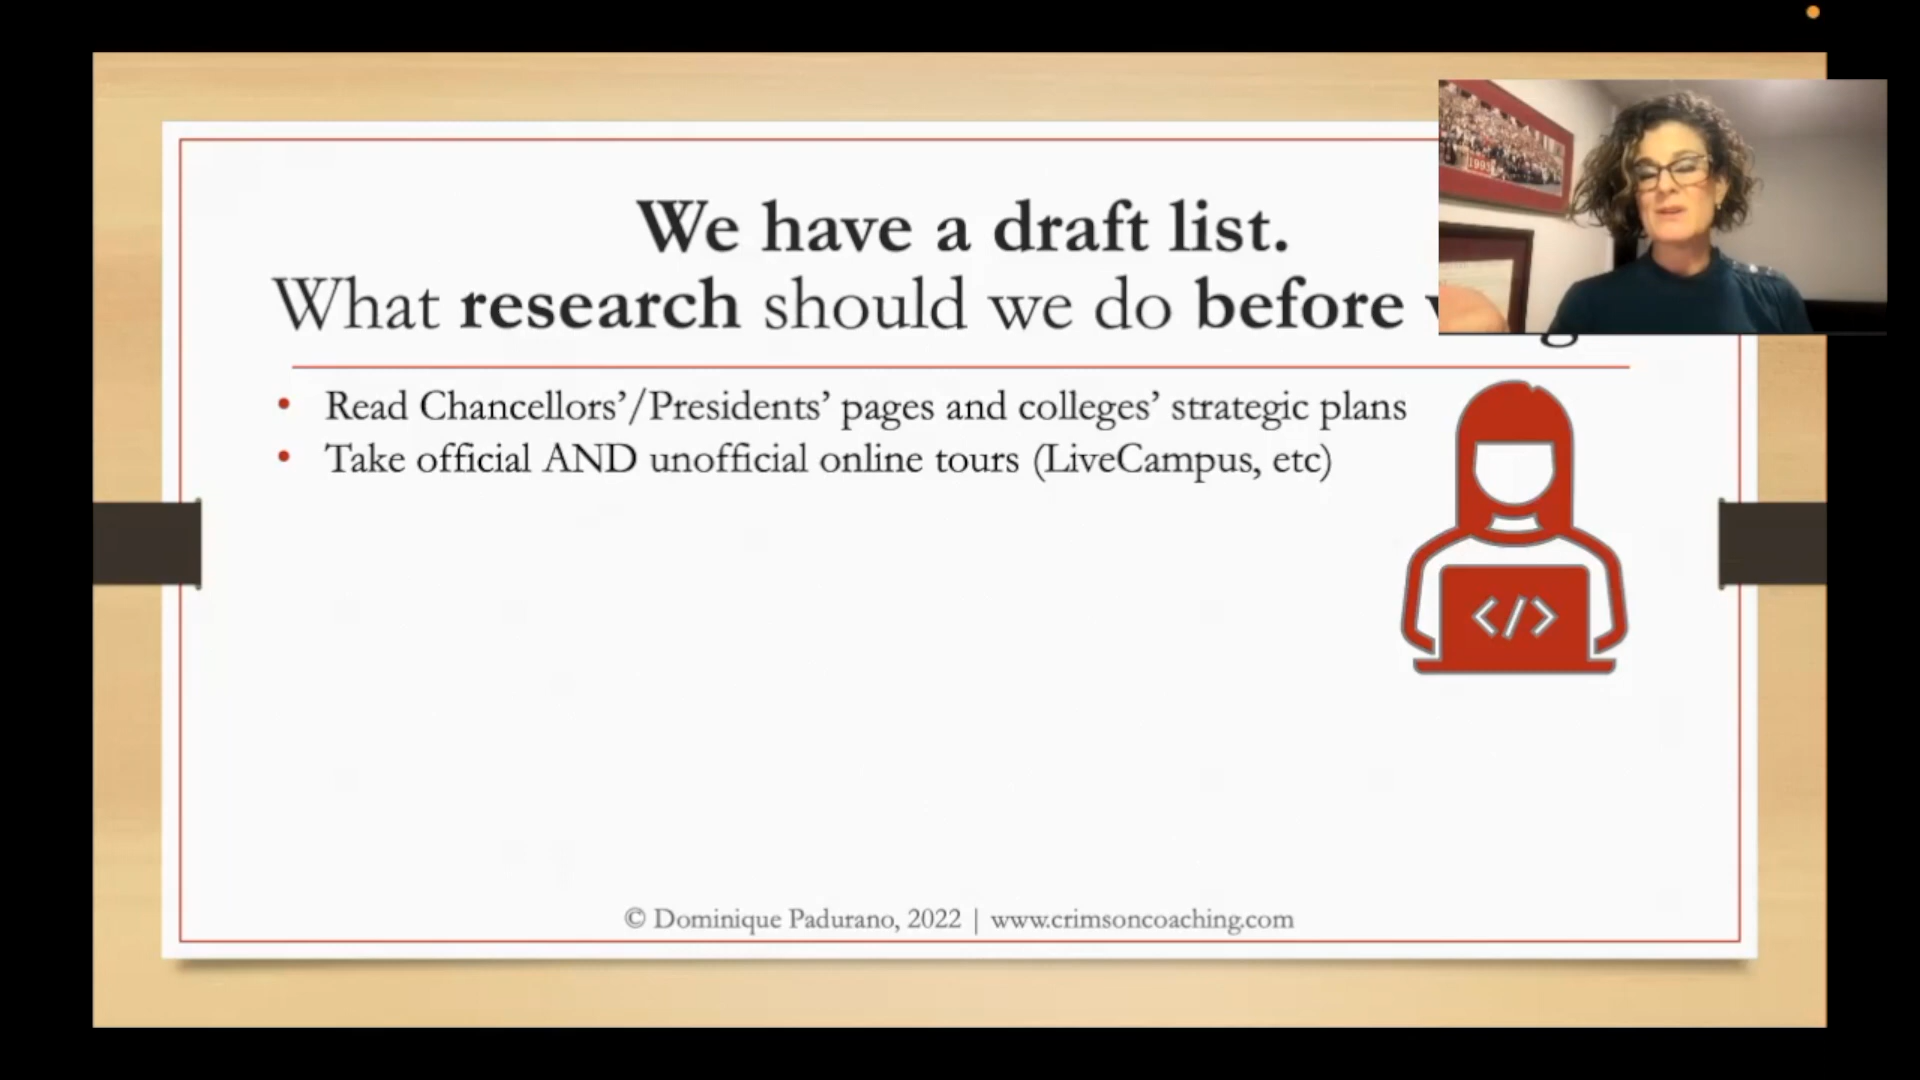 We have a draft list.
What research should we do before
• Read Chancellors’/Presidents’ pages and colleges’ strategic plans
• Take official AND unofficial online tours (LiveCampus, etc)
</>
© Dominique Padurano, 2022 | www.crimsoncoaching.com
1993